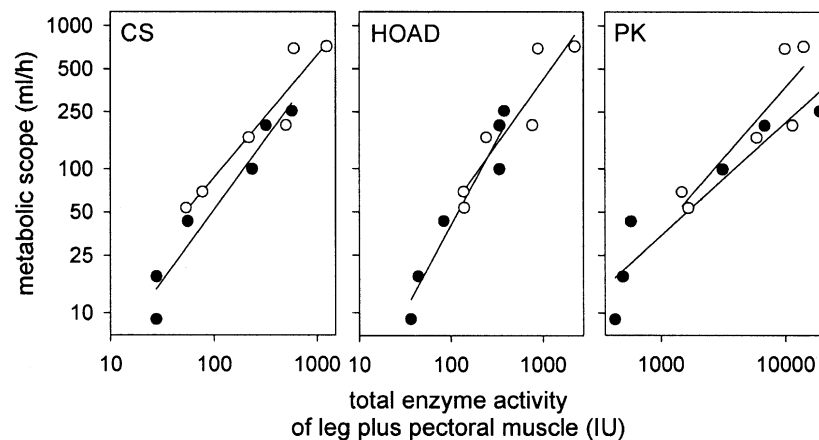 CS
HOAD
PK
metabolic scope (ml/h)
1000
500
250
100
50
25
10
10
100
1000
10
100
1000
1000
10000
total enzyme activity
of leg plus pectoral muscle (IU)